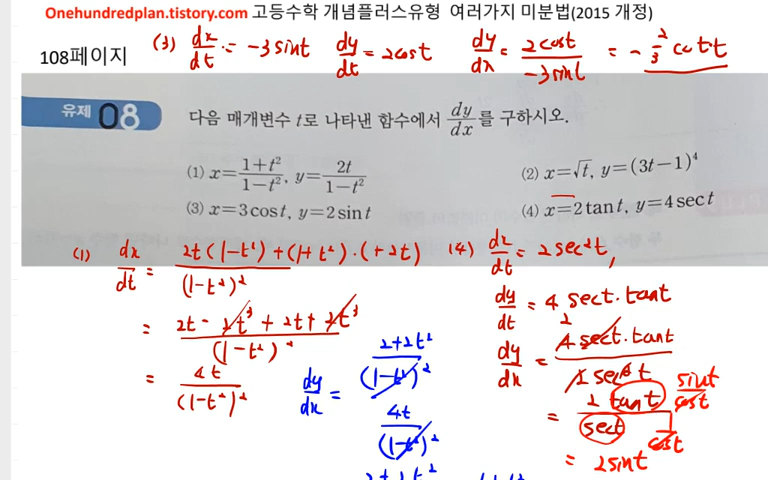 Onehundredplan.tistory.com 고등수학 개념플러스유형 여러가지 미분법(2015 개정)
108페이지 (3) dx/dt = -3sint dy/dt = 2cost dy/dx = 2cost/-3sint = -2/3 cot t
유제 08 다음 매개변수 t로 나타낸 함수에서 dy/dx를 구하시오.
(1) x=(1+t²)/(1-t²), y=2t/(1-t²) (2) x=√t, y=(3t-1)⁴
(3) x=3cost, y=2sint (4) x=2tant, y=4sect
(1) dx/dt = (2t(1-t²)+(1+t²)·(+2t))/(1-t²)²
= (2t-2t³+2t+2t³)/(1-t²)²
= 4t/(1-t²)²
dy/dx = ((2+2t²)/(1-t²)²)/(4t/(1-t²)²)
(4) dx/dt = 2sec²t,
dy/dt = 4sect·tant
dy/dx = 4sect·tant/2sec²t
= 2tant/sect sint/cost
= 2sint